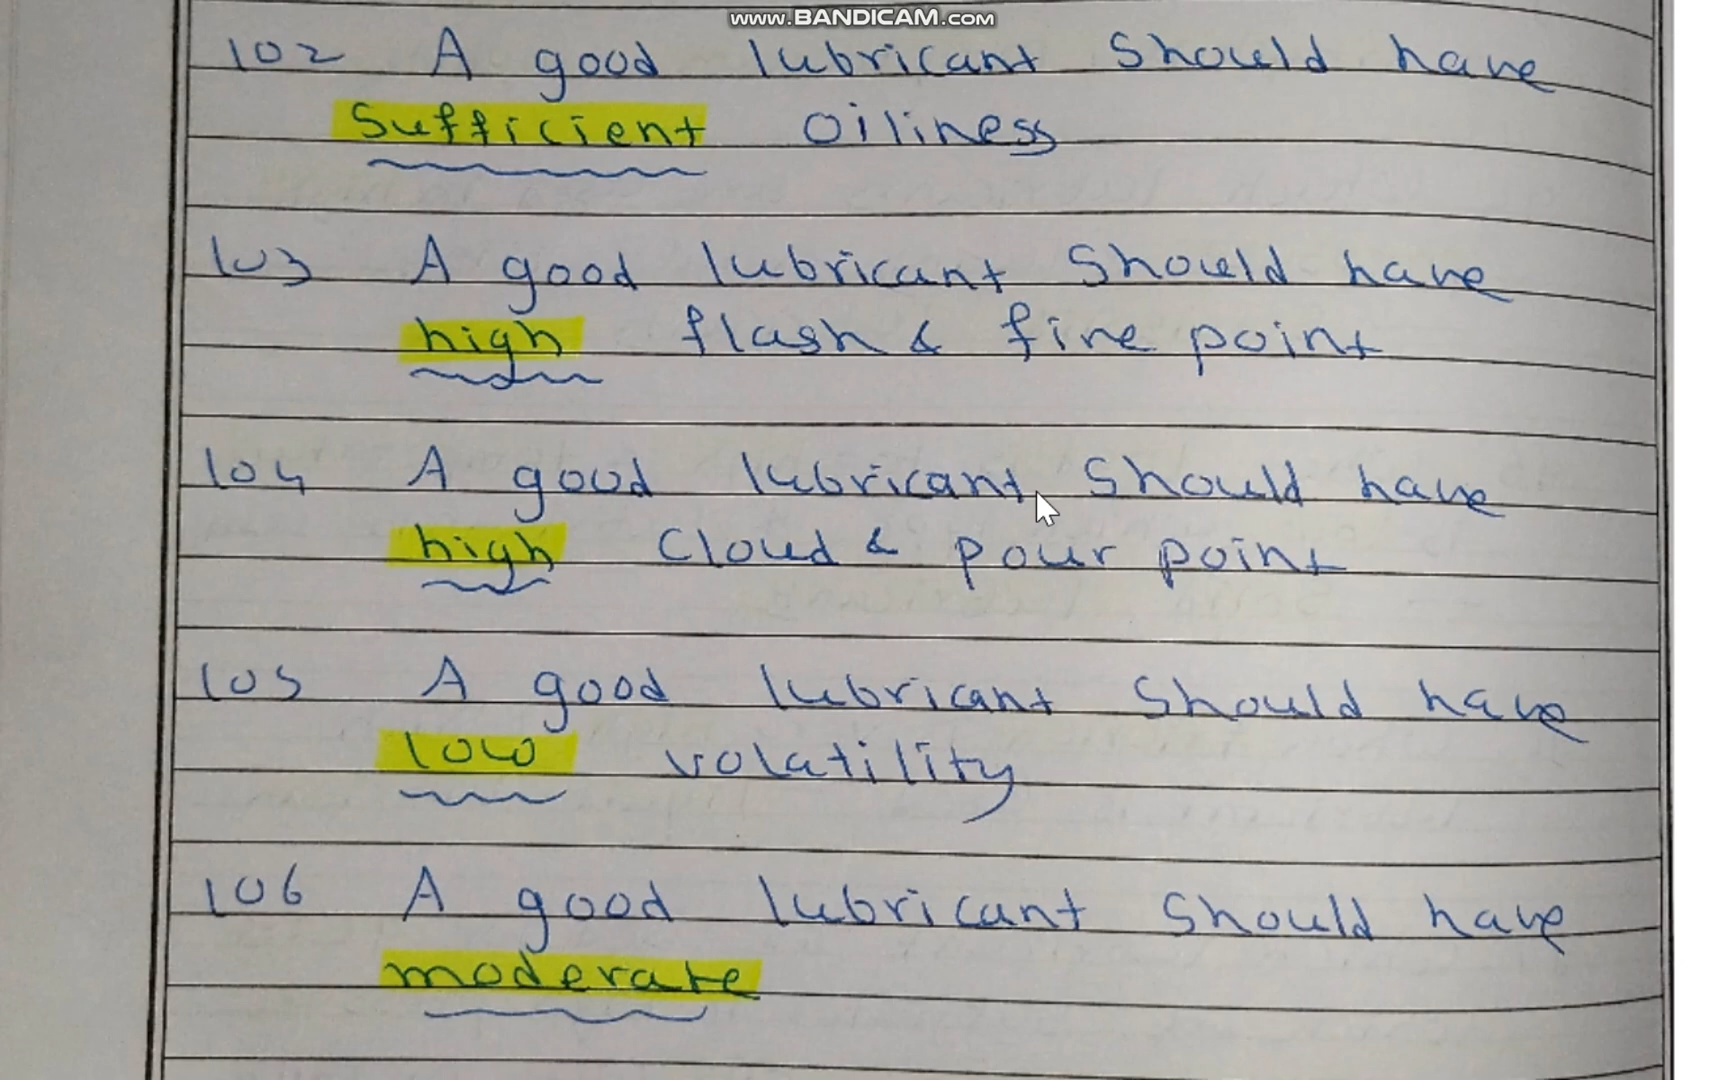 WWW.BANDICAM.COM
102 A good lubricant should have
sufficient oiliness
103 A good lubricant should have
high flash & fire point
104 A good lubricant should have
high cloud & pour point
105 A good lubricant should have
low volatility
106 A good lubricant should have
moderate